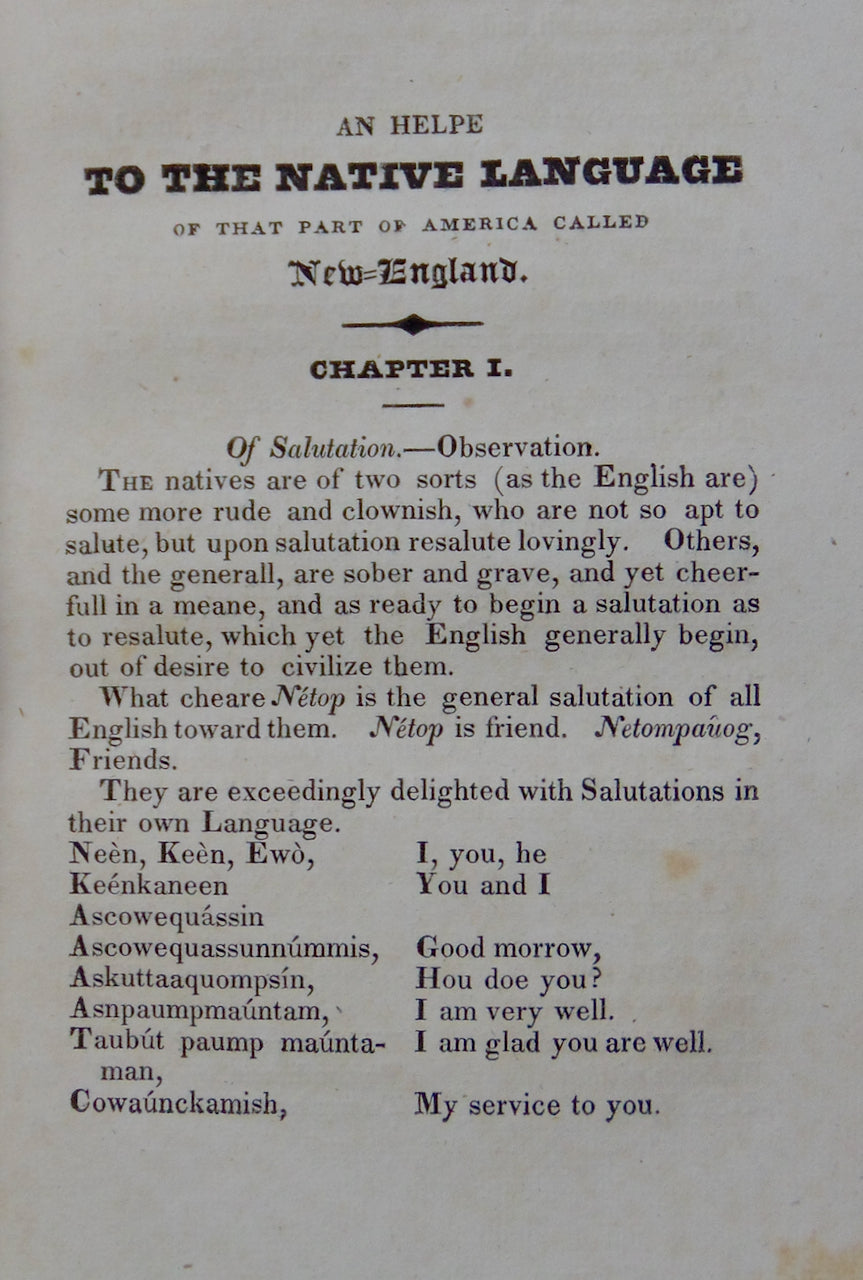 AN HELPE
TO THE NATIVE LANGUAGE
OF THAT PART OF AMERICA CALLED
New=England.
CHAPTER I.
Of Salutation.—Observation.
THE natives are of two sorts (as the English are)
some more rude and clownish, who are not so apt to
salute, but upon salutation resalute lovingly. Others,
and the generall, are sober and grave, and yet cheer-
full in a meane, and as ready to begin a salutation as
to resalute, which yet the English generally begin,
out of desire to civilize them.
What cheare Nétop is the general salutation of all
English toward them. Nétop is friend. Netompaûog,
Friends.
They are exceedingly delighted with Salutations in
their own Language.
Neèn, Keèn, Ewò, I, you, he
Keénkaneen You and I
Ascowequássin
Ascowequassunnúmmis, Good morrow,
Askuttaaquompsín, Hou doe you?
Asnpaumpmaúntam, I am very well.
Taubút paump maúnta- I am glad you are well.
man,
Cowaúnckamish, My service to you.